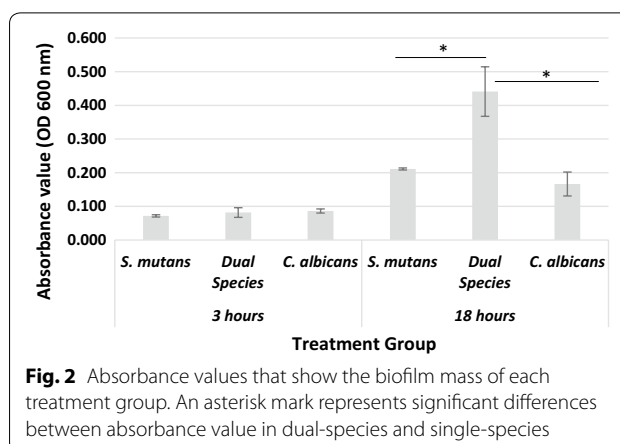 0.600
0.500
0.400
0.300
0.200
0.100
0.000
Absorbance value (OD 600 nm)
*
*
S. mutans Dual Species C. albicans S. mutans Dual Species C. albicans
3 hours 18 hours
Treatment Group
Fig. 2 Absorbance values that show the biofilm mass of each
treatment group. An asterisk mark represents significant differences
between absorbance value in dual-species and single-species